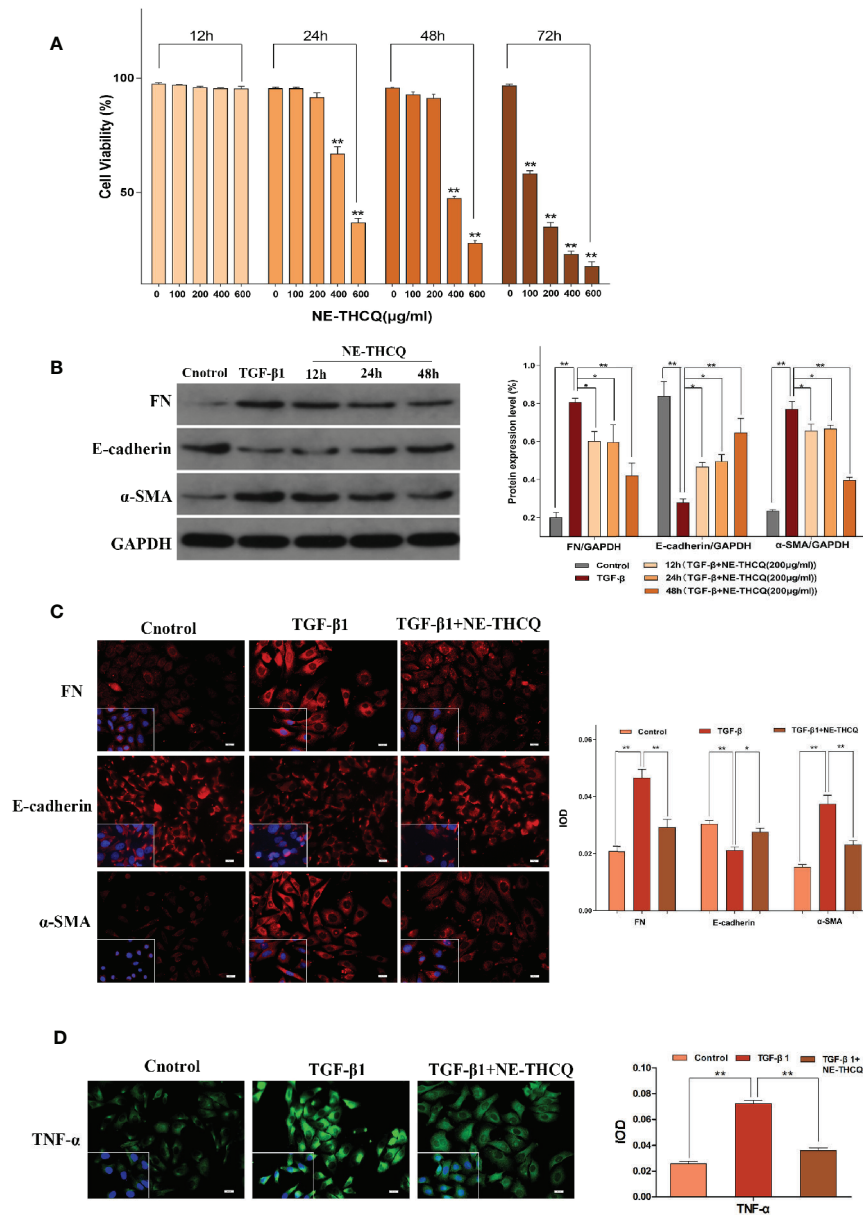 A
12h 24h 48h 72h
Cell Viability (%)
100
50
0 100 200 400 600 0 100 200 400 600 0 100 200 400 600 0 100 200 400 600
** ** ** ** ** ** ** **
NE-THCQ(μg/ml)
B
NE-THCQ
Cnotrol TGF-β1 12h 24h 48h
FN
E-cadherin
α-SMA
GAPDH
Protein expression level (%)
1.0
0.8
0.6
0.4
0.2
** ** * * ** ** * * ** ** * *
FN/GAPDH E-cadherin/GAPDH α-SMA/GAPDH
Control 12h(TGF-β+NE-THCQ(200μg/ml))
TGF-β 24h(TGF-β+NE-THCQ(200μg/ml))
48h(TGF-β+NE-THCQ(200μg/ml))
C
Cnotrol TGF-β1 TGF-β1+NE-THCQ
FN
E-cadherin
α-SMA
Control TGF-β TGF-β1+NE-THCQ
IOD
0.06
0.04
0.02
0.00
** ** ** * ** **
FN E-cadherin α-SMA
D
Cnotrol TGF-β1 TGF-β1+NE-THCQ
TNF-α
Control TGF-β 1 TGF-β 1+
NE-THCQ
IOD
0.10
0.08
0.06
0.04
0.02
0.00
** **
TNF-α